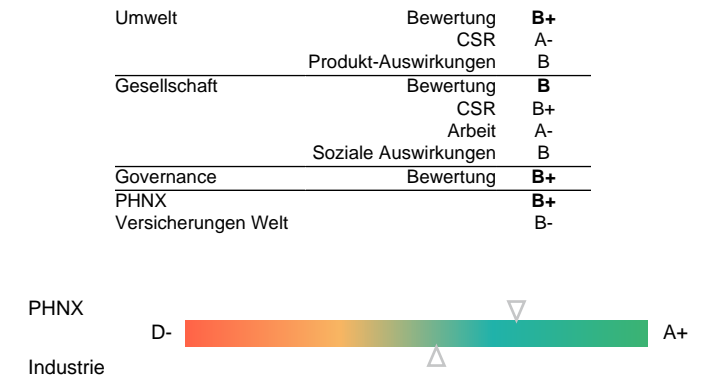 Umwelt Bewertung B+
CSR A-
Produkt-Auswirkungen B
Gesellschaft Bewertung B
CSR B+
Arbeit A-
Soziale Auswirkungen B
Governance Bewertung B+
PHNX B+
Versicherungen Welt B-
PHNX
D- A+
Industrie